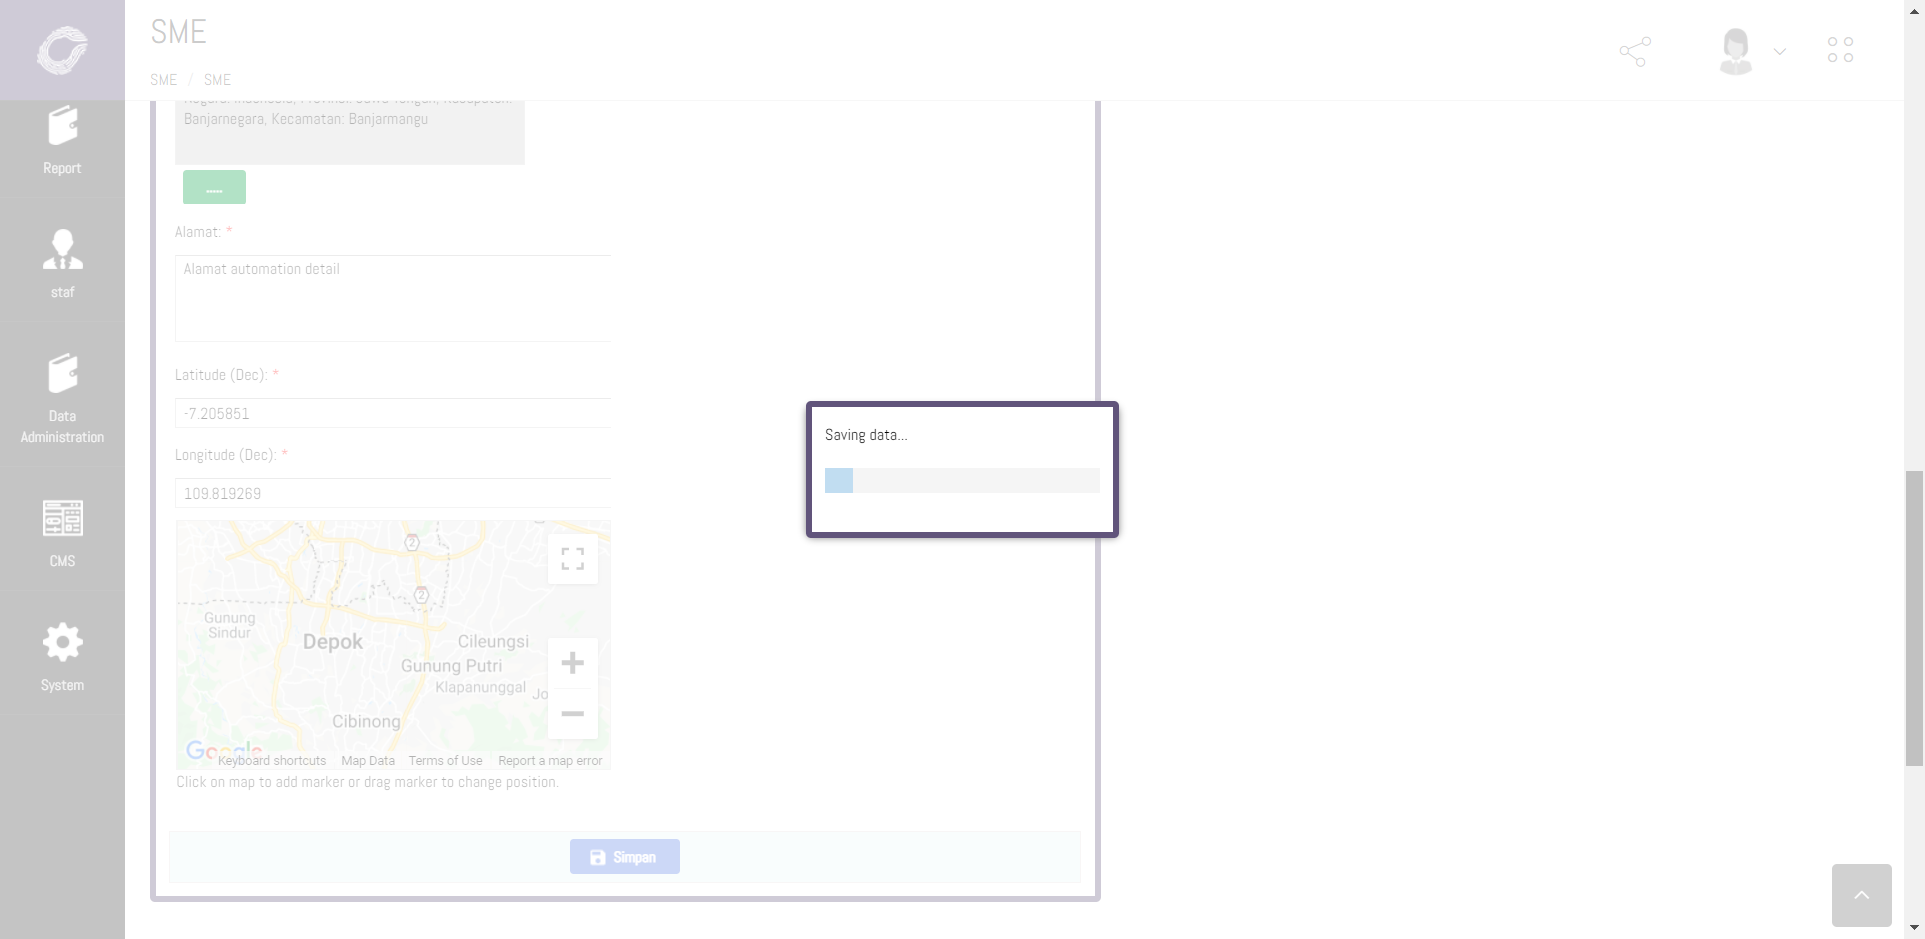 SME
SME / SME
Report
staf
Data
Administration
CMS
System
Negara: Indonesia, Provinsi: Jawa Tengah, Kabupaten:
Banjarnegara, Kecamatan: Banjarmangu
.....
Alamat: *
Alamat automation detail
Latitude (Dec): *
-7.205851
Longitude (Dec): *
109.819269
2
2
Gunung
Sindur
Depok
Cileungsi
Gunung Putri
Klapanunggal
Jo
Cibinong
Google
Keyboard shortcuts Map Data Terms of Use Report a map error
Click on map to add marker or drag marker to change position.
Simpan
Saving data...